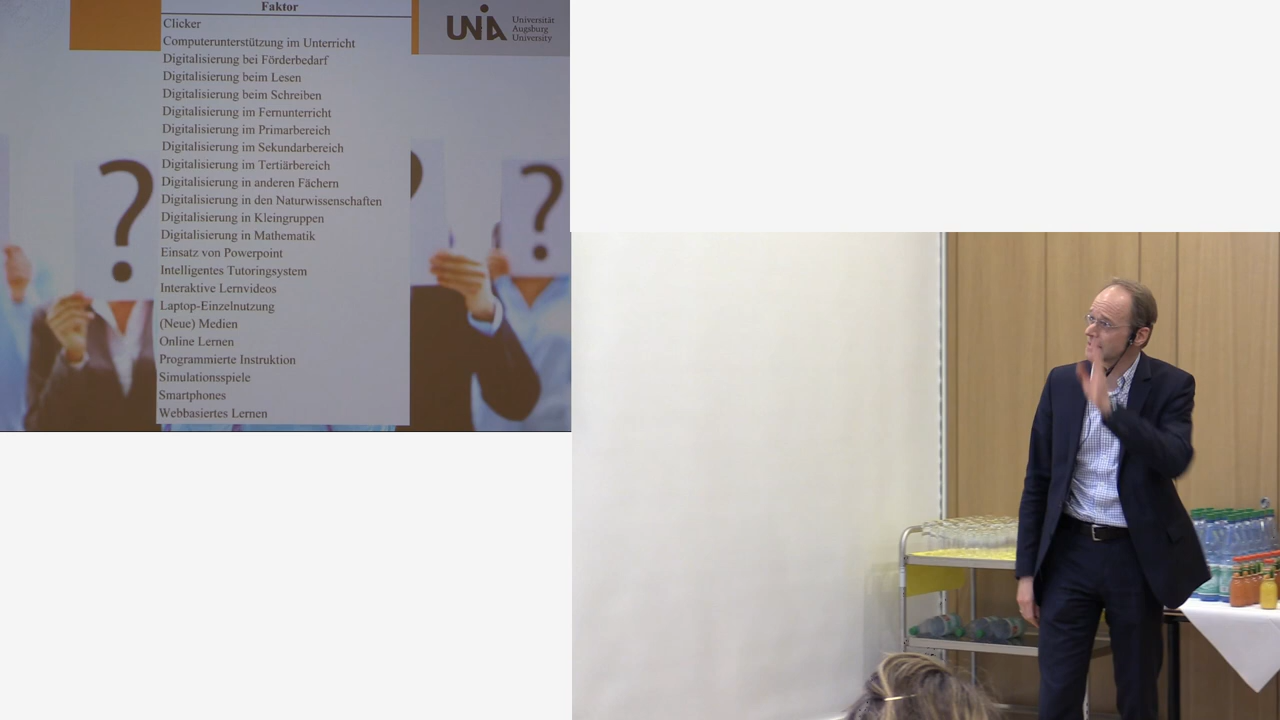 Faktor
Clicker
Computerunterstützung im Unterricht
Digitalisierung bei Förderbedarf
Digitalisierung beim Lesen
Digitalisierung beim Schreiben
Digitalisierung im Fernunterricht
Digitalisierung im Primarbereich
Digitalisierung im Sekundarbereich
Digitalisierung im Tertiärbereich
Digitalisierung in anderen Fächern
Digitalisierung in den Naturwissenschaften
Digitalisierung in Kleingruppen
Digitalisierung in Mathematik
Einsatz von Powerpoint
Intelligentes Tutoringsystem
Interaktive Lernvideos
Laptop-Einzelnutzung
(Neue) Medien
Online Lernen
Programmierte Instruktion
Simulationsspiele
Smartphones
Webbasiertes Lernen
UNIA
Universität
Augsburg
University
?
?
?